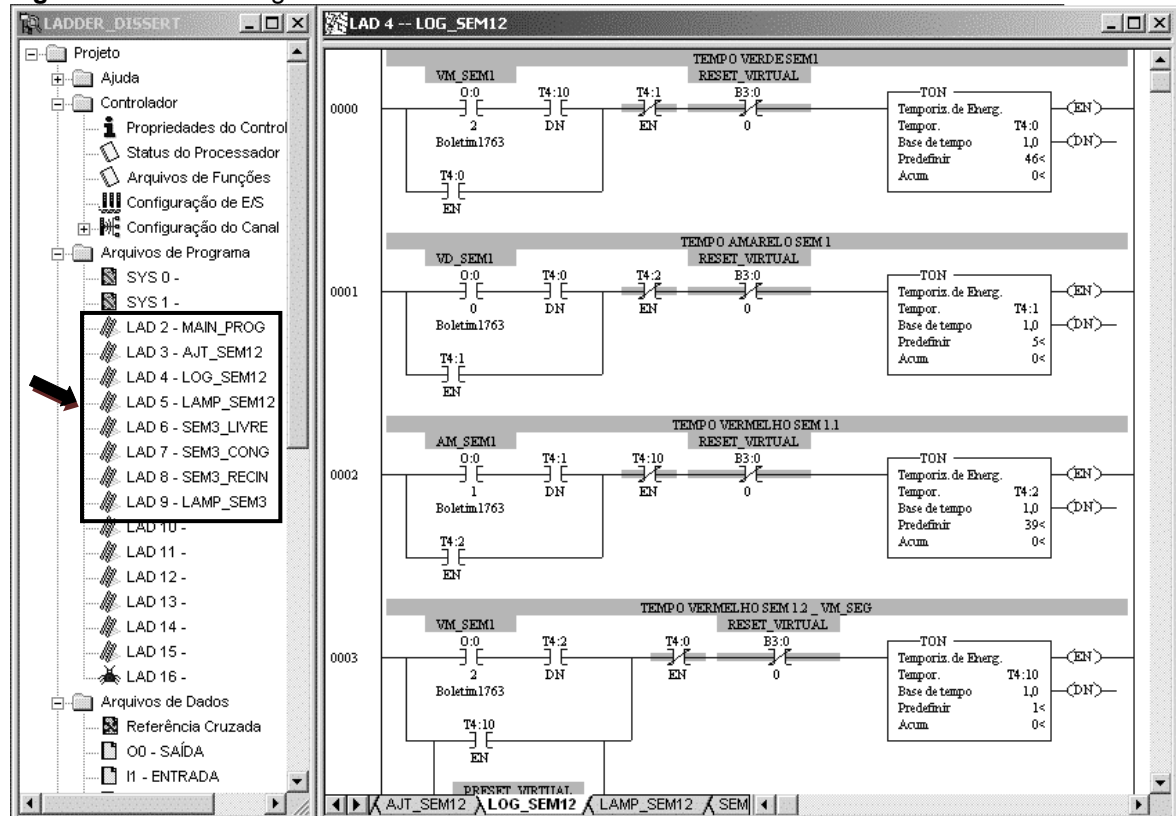 LADDER_DISSERT
Projeto
Ajuda
Controlador
Propriedades do Control
Status do Processador
Arquivos de Funções
Configuração de E/S
Configuração do Canal
Arquivos de Programa
SYS 0 -
SYS 1 -
LAD 2 - MAIN_PROG
LAD 3 - AJT_SEM12
LAD 4 - LOG_SEM12
LAD 5 - LAMP_SEM12
LAD 6 - SEM3_LIVRE
LAD 7 - SEM3_CONG
LAD 8 - SEM3_RECIN
LAD 9 - LAMP_SEM3
LAD 10 -
LAD 11 -
LAD 12 -
LAD 13 -
LAD 14 -
LAD 15 -
LAD 16 -
Arquivos de Dados
Referência Cruzada
O0 - SAÍDA
I1 - ENTRADA
LAD 4 -- LOG_SEM12
TEMPO VERDE SEM1
VM_SEM1 RESET_VIRTUAL
O:0 T4:10 T4:1 B3:0 TON
0000 Temporiz. de Energ. EN
2 DN EN 0 Tempor. T4:0
Boletim1763 Base de tempo 1,0 DN
Predefinir 46<
T4:0 Acum 0<
EN
TEMPO AMARELO SEM 1
VD_SEM1 RESET_VIRTUAL
O:0 T4:0 T4:2 B3:0 TON
0001 Temporiz. de Energ. EN
0 DN EN 0 Tempor. T4:1
Boletim1763 Base de tempo 1,0 DN
Predefinir 5<
T4:1 Acum 0<
EN
TEMPO VERMELHO SEM 1.1
AM_SEM1 RESET_VIRTUAL
O:0 T4:1 T4:10 B3:0 TON
0002 Temporiz. de Energ. EN
1 DN EN 0 Tempor. T4:2
Boletim1763 Base de tempo 1,0 DN
Predefinir 39<
T4:2 Acum 0<
EN
TEMPO VERMELHO SEM 1.2 _ VM_SEG
VM_SEM1 RESET_VIRTUAL
O:0 T4:2 T4:0 B3:0 TON
0003 Temporiz. de Energ. EN
2 DN EN 0 Tempor. T4:10
Boletim1763 Base de tempo 1,0 DN
Predefinir 1<
T4:10 Acum 0<
EN
PRESET_VIRTUAL
AJT_SEM12 LOG_SEM12 LAMP_SEM12 SEM